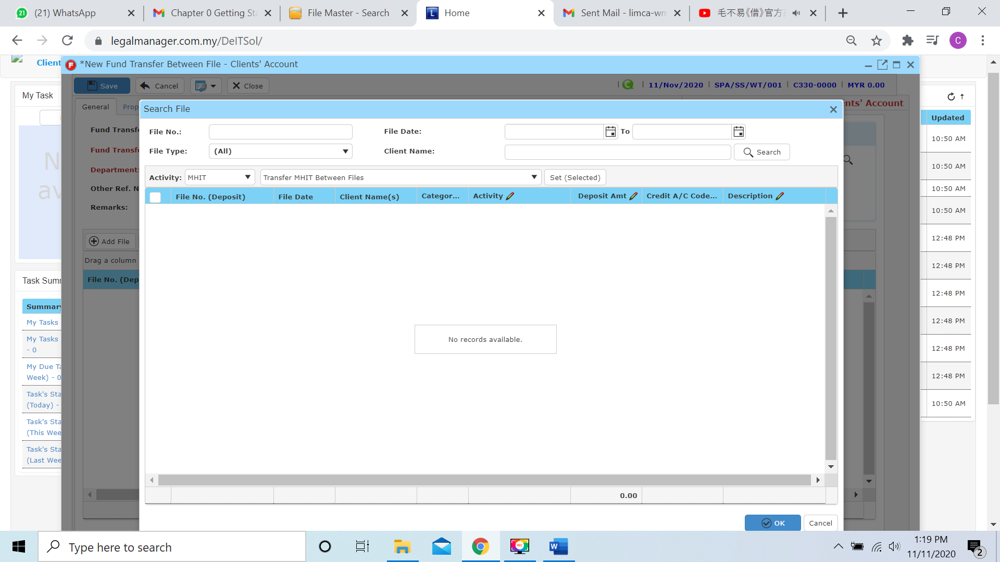 (21) WhatsApp
Chapter 0 Getting Sta
File Master - Search
Home
Sent Mail - limca-wm
毛不易《借》官方
legalmanager.com.my/DeITSol/
C
Client
*New Fund Transfer Between File - Clients' Account
Save
Cancel
Close
11/Nov/2020 | SPA/SS/WT/001 | C330-0000 | MYR 0.00
My Task
General
Prop
nts' Account
Search File
File No.:
File Date:
To
File Type:
(All)
Client Name:
Search
Activity:
MHIT
Transfer MHIT Between Files
Set (Selected)
File No. (Deposit)
File Date
Client Name(s)
Categor...
Activity
Deposit Amt
Credit A/C Code...
Description
No records available.
0.00
OK
Cancel
Fund Transfe
Fund Transfe
Department:
Other Ref. N
Remarks:
Add File
Drag a column
File No. (Dep
N
av
Task Summ
Summary
My Tasks
My Tasks
- 0
My Due Ta
Week) - 0
Task's Sta
(Today) -
Task's Sta
(This Wee
Task's Sta
(Last Wee
Updated
10:50 AM
10:50 AM
10:50 AM
10:50 AM
12:48 PM
12:48 PM
12:48 PM
12:48 PM
12:48 PM
12:48 PM
10:50 AM
Type here to search
1:19 PM
11/11/2020
2